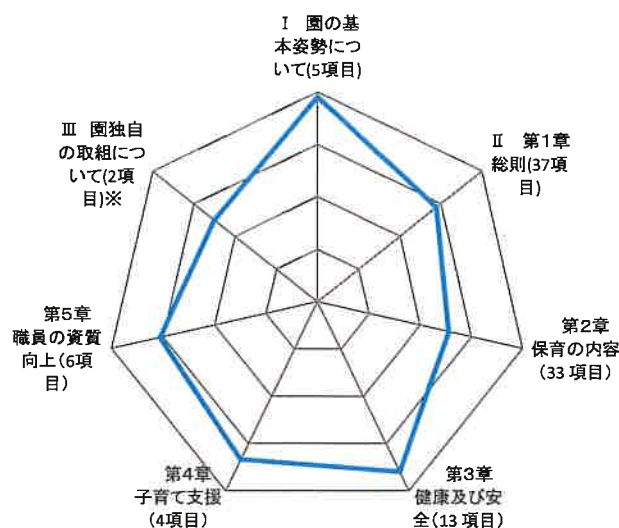 Ⅰ 園の基
本姿勢につ
いて(5項目)
Ⅱ 第1章
総則(37項
目)
第2章
保育の内容
(33 項目)
第3章
健康及び安
全(13 項目)
第4章
子育て支援
(4項目)
第5章
職員の資質
向上(6項
目)
Ⅲ 園独自
の取組につ
いて(2項
目)※